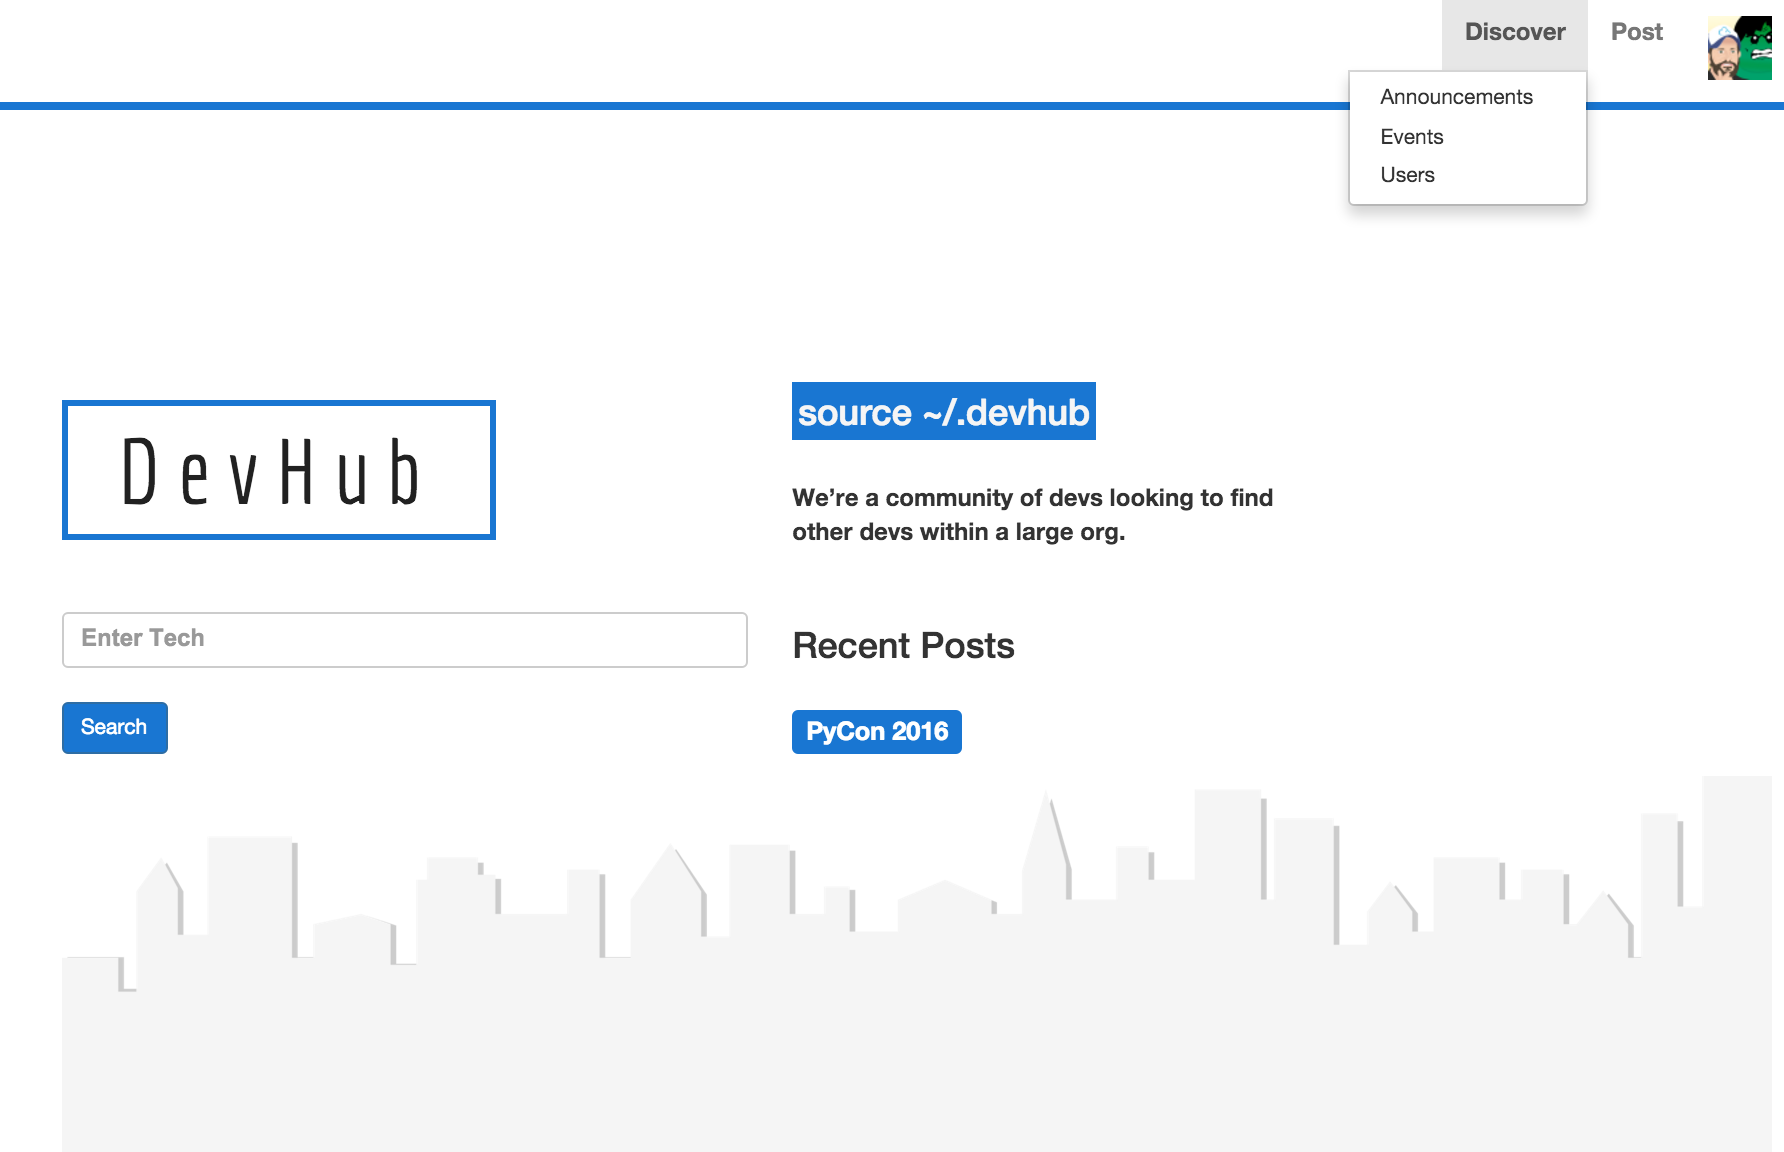 Discover
Post
Announcements
Events
Users
DevHub
source ~/.devhub
We’re a community of devs looking to find
other devs within a large org.
Enter Tech
Search
Recent Posts
PyCon 2016